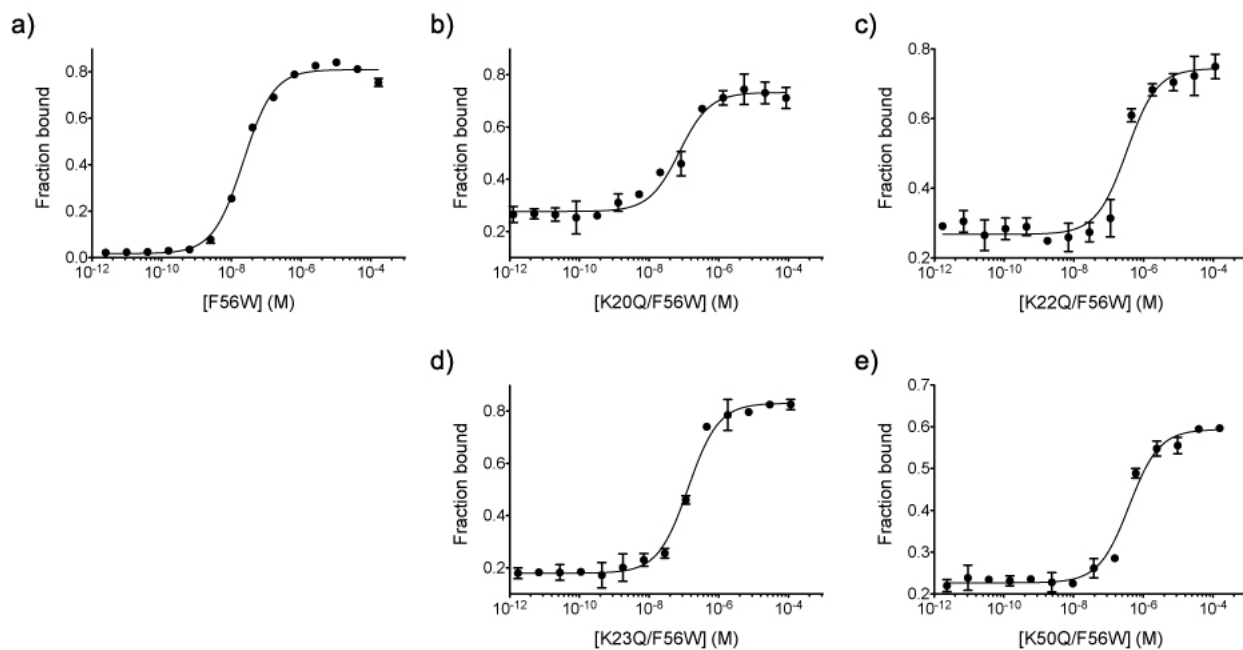 a)
Fraction bound
0.8
0.6
0.4
0.2
0.0
10-12 10-10 10-8 10-6 10-4
[F56W] (M)
b)
Fraction bound
0.8
0.6
0.4
0.2
10-12 10-10 10-8 10-6 10-4
[K20Q/F56W] (M)
c)
Fraction bound
0.8
0.6
0.4
0.2
10-12 10-10 10-8 10-6 10-4
[K22Q/F56W] (M)
d)
Fraction bound
0.8
0.6
0.4
0.2
10-12 10-10 10-8 10-6 10-4
[K23Q/F56W] (M)
e)
Fraction bound
0.7
0.6
0.5
0.4
0.3
0.2
10-12 10-10 10-8 10-6 10-4
[K50Q/F56W] (M)